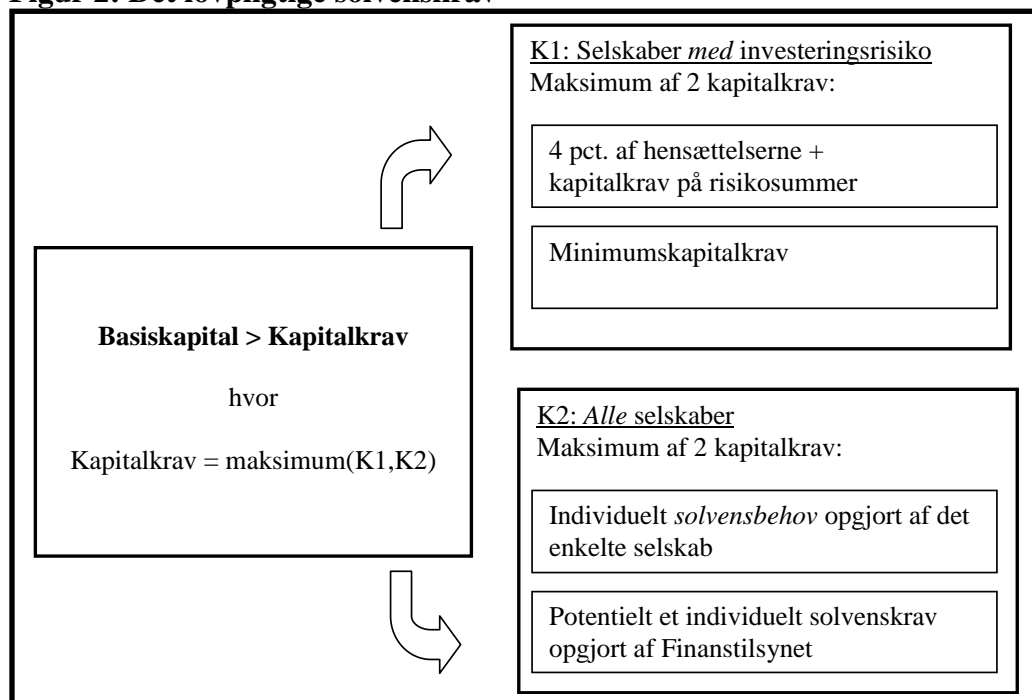 Figur 2: Det lovpligtige solvenskrav
K1: Selskaber med investeringsrisiko
Maksimum af 2 kapitalkrav:
4 pct. af hensættelserne +
kapitalkrav på risikosummer
Minimumskapitalkrav
Basiskapital > Kapitalkrav
hvor
Kapitalkrav = maksimum(K1,K2)
K2: Alle selskaber
Maksimum af 2 kapitalkrav:
Individuelt solvensbehov opgjort af det
enkelte selskab
Potentielt et individuelt solvenskrav
opgjort af Finanstilsynet